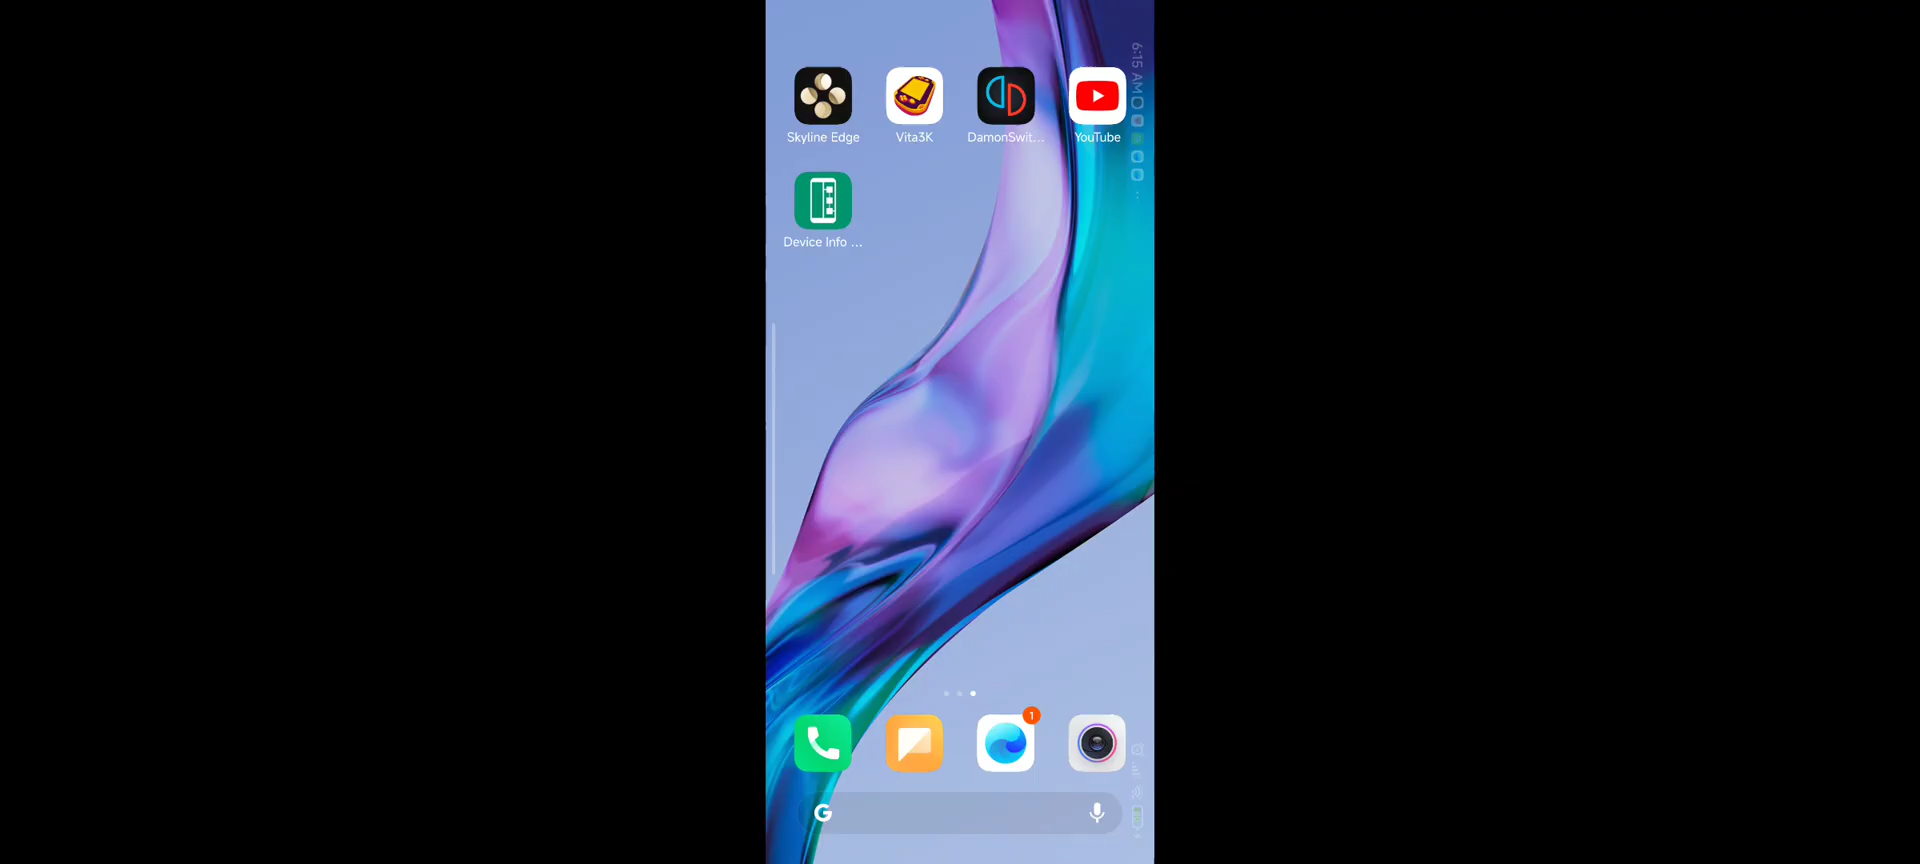 6:15 AM
Skyline Edge
Vita3K
DamonSwit...
YouTube
Device Info ...
1
G